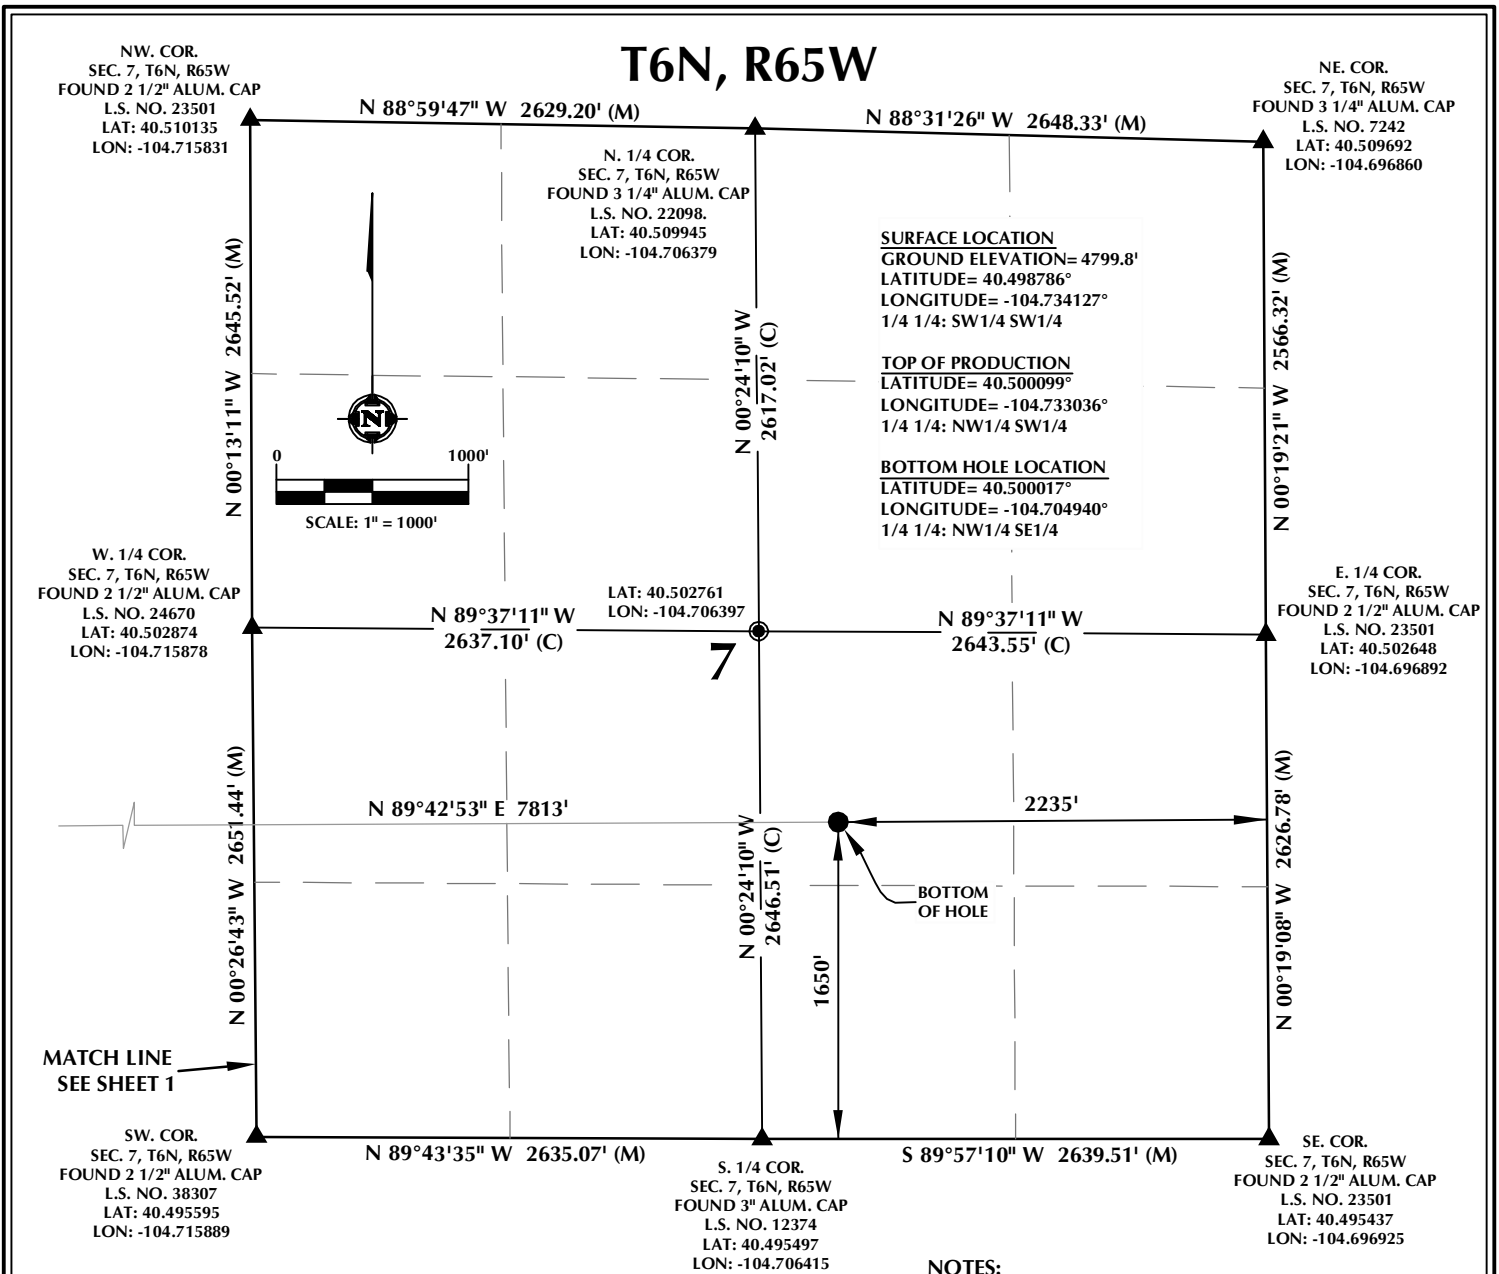 T6N, R65W
NW. COR.
SEC. 7, T6N, R65W
FOUND 2 1/2" ALUM. CAP
L.S. NO. 23501
LAT: 40.510135
LON: -104.715831
N 88°59'47" W 2629.20' (M)
N 88°31'26" W 2648.33' (M)
NE. COR.
SEC. 7, T6N, R65W
FOUND 3 1/4" ALUM. CAP
L.S. NO. 7242
LAT: 40.509692
LON: -104.696860
N. 1/4 COR.
SEC. 7, T6N, R65W
FOUND 3 1/4" ALUM. CAP
L.S. NO. 22098.
LAT: 40.509945
LON: -104.706379
SURFACE LOCATION
GROUND ELEVATION= 4799.8'
LATITUDE= 40.498786°
LONGITUDE= -104.734127°
1/4 1/4: SW1/4 SW1/4
TOP OF PRODUCTION
LATITUDE= 40.500099°
LONGITUDE= -104.733036°
1/4 1/4: NW1/4 SW1/4
BOTTOM HOLE LOCATION
LATITUDE= 40.500017°
LONGITUDE= -104.704940°
1/4 1/4: NW1/4 SE1/4
N 00°13'11" W 2645.52' (M)
N 00°24'10" W
2617.02' (C)
N 00°19'21" W 2566.32' (M)
N
0 1000'
SCALE: 1" = 1000'
W. 1/4 COR.
SEC. 7, T6N, R65W
FOUND 2 1/2" ALUM. CAP
L.S. NO. 24670
LAT: 40.502874
LON: -104.715878
N 89°37'11" W
2637.10' (C)
LAT: 40.502761
LON: -104.706397
7
N 89°37'11" W
2643.55' (C)
E. 1/4 COR.
SEC. 7, T6N, R65W
FOUND 2 1/2" ALUM. CAP
L.S. NO. 23501
LAT: 40.502648
LON: -104.696892
N 00°26'43" W 2651.44' (M)
N 89°42'53" E 7813'
N 00°24'10" W
2646.51' (C)
2235'
BOTTOM
OF HOLE
1650'
N 00°19'08" W 2626.78' (M)
MATCH LINE
SEE SHEET 1
SW. COR.
SEC. 7, T6N, R65W
FOUND 2 1/2" ALUM. CAP
L.S. NO. 38307
LAT: 40.495595
LON: -104.715889
N 89°43'35" W 2635.07' (M)
S. 1/4 COR.
SEC. 7, T6N, R65W
FOUND 3" ALUM. CAP
L.S. NO. 12374
LAT: 40.495497
LON: -104.706415
S 89°57'10" W 2639.51' (M)
SE. COR.
SEC. 7, T6N, R65W
FOUND 2 1/2" ALUM. CAP
L.S. NO. 23501
LAT: 40.495437
LON: -104.696925
NOTES: